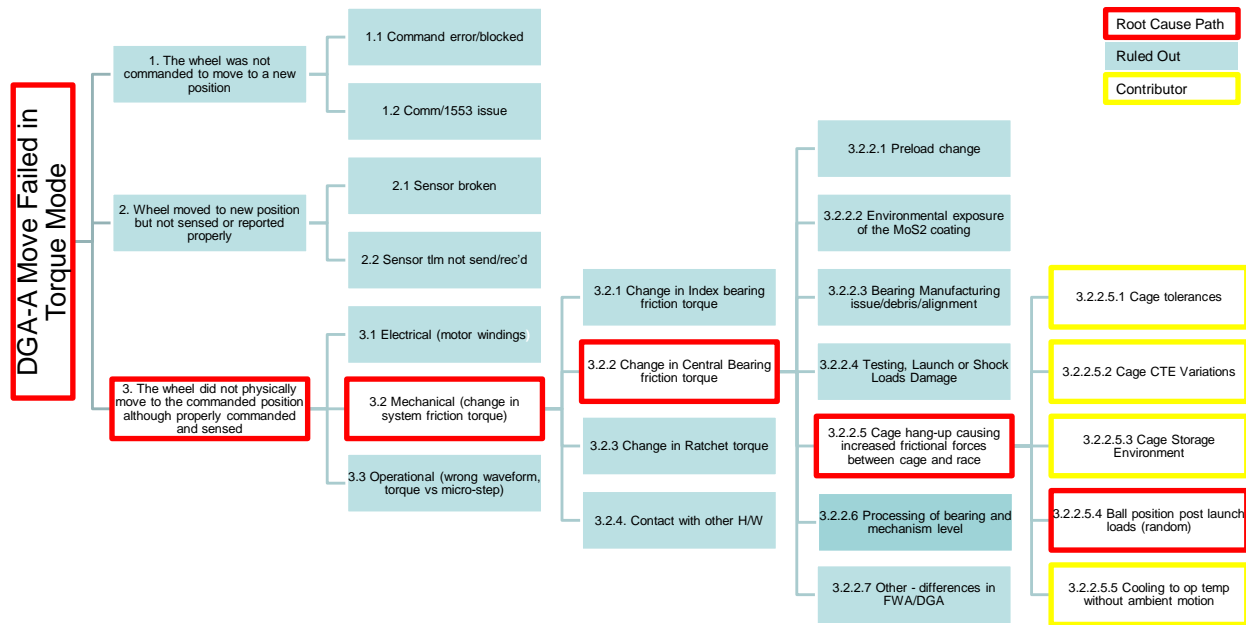 DGA-A Move Failed in
Torque Mode
1. The wheel was not
commanded to move to a new
position
1.1 Command error/blocked
1.2 Comm/1553 issue
2. Wheel moved to new position
but not sensed or reported
properly
2.1 Sensor broken
2.2 Sensor tlm not send/rec'd
3. The wheel did not physically
move to the commanded position
although properly commanded
and sensed
3.1 Electrical (motor windings)
3.2 Mechanical (change in
system friction torque)
3.3 Operational (wrong waveform,
torque vs micro-step)
3.2.1 Change in Index bearing
friction torque
3.2.2 Change in Central Bearing
friction torque
3.2.3 Change in Ratchet torque
3.2.4. Contact with other H/W
3.2.2.1 Preload change
3.2.2.2 Environmental exposure
of the MoS2 coating
3.2.2.3 Bearing Manufacturing
issue/debris/alignment
3.2.2.4 Testing, Launch or Shock
Loads Damage
3.2.2.5 Cage hang-up causing
increased frictional forces
between cage and race
3.2.2.6 Processing of bearing and
mechanism level
3.2.2.7 Other - differences in
FWA/DGA
3.2.2.5.1 Cage tolerances
3.2.2.5.2 Cage CTE Variations
3.2.2.5.3 Cage Storage
Environment
3.2.2.5.4 Ball position post launch
loads (random)
3.2.2.5.5 Cooling to op temp
without ambient motion
Root Cause Path
Ruled Out
Contributor